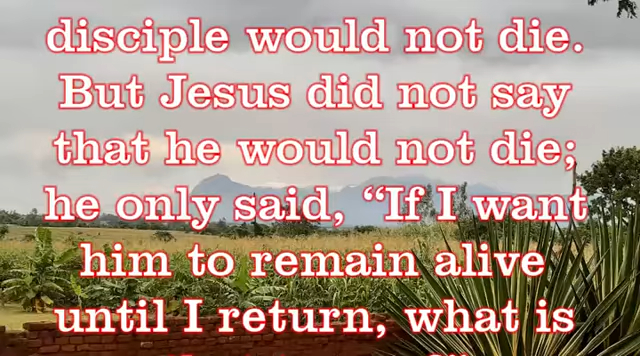 disciple would not die.
But Jesus did not say
that he would not die;
he only said, “If I want
him to remain alive
until I return, what is